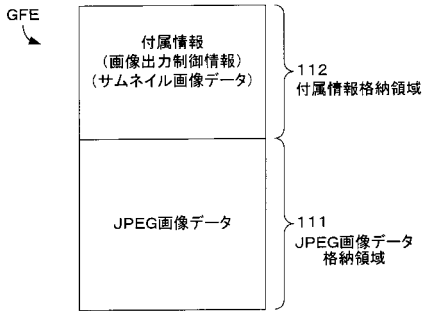 GFE
付属情報
(画像出力制御情報)
(サムネイル画像データ)
112
付属情報格納領域
JPEG画像データ
111
JPEG画像データ
格納領域